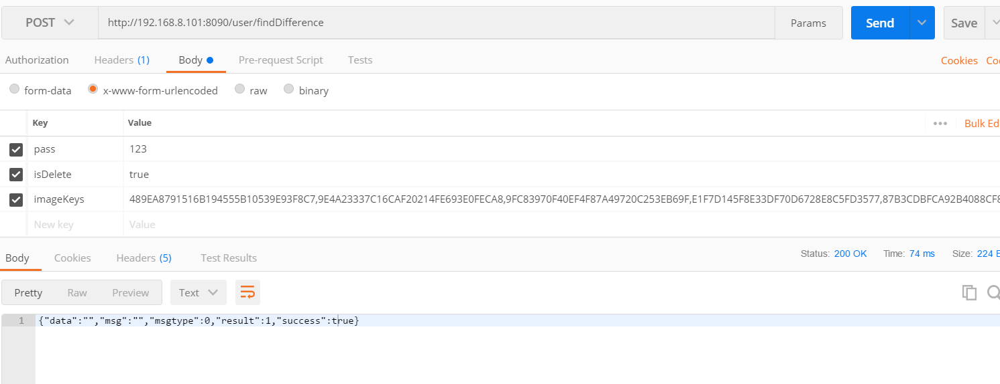 POST http://192.168.8.101:8090/user/findDifference Params Send Save
Authorization Headers (1) Body Pre-request Script Tests Cookies
form-data x-www-form-urlencoded raw binary
Key Value Bulk Ed
pass 123
isDelete true
imageKeys 489EA8791516B194555B10539E93F8C7,9E4A23337C16CAF20214FE693E0FECA8,9FC83970F40EF4F87A49720C253EB69F,E1F7D145F8E33DF70D6728E8C5FD3577,87B3CDBFCA92B4088CF8
New key Value
Body Cookies Headers (5) Test Results Status: 200 OK Time: 74 ms Size: 224
Pretty Raw Preview Text
1 {"data":"","msg":"","msgtype":0,"result":1,"success":true}